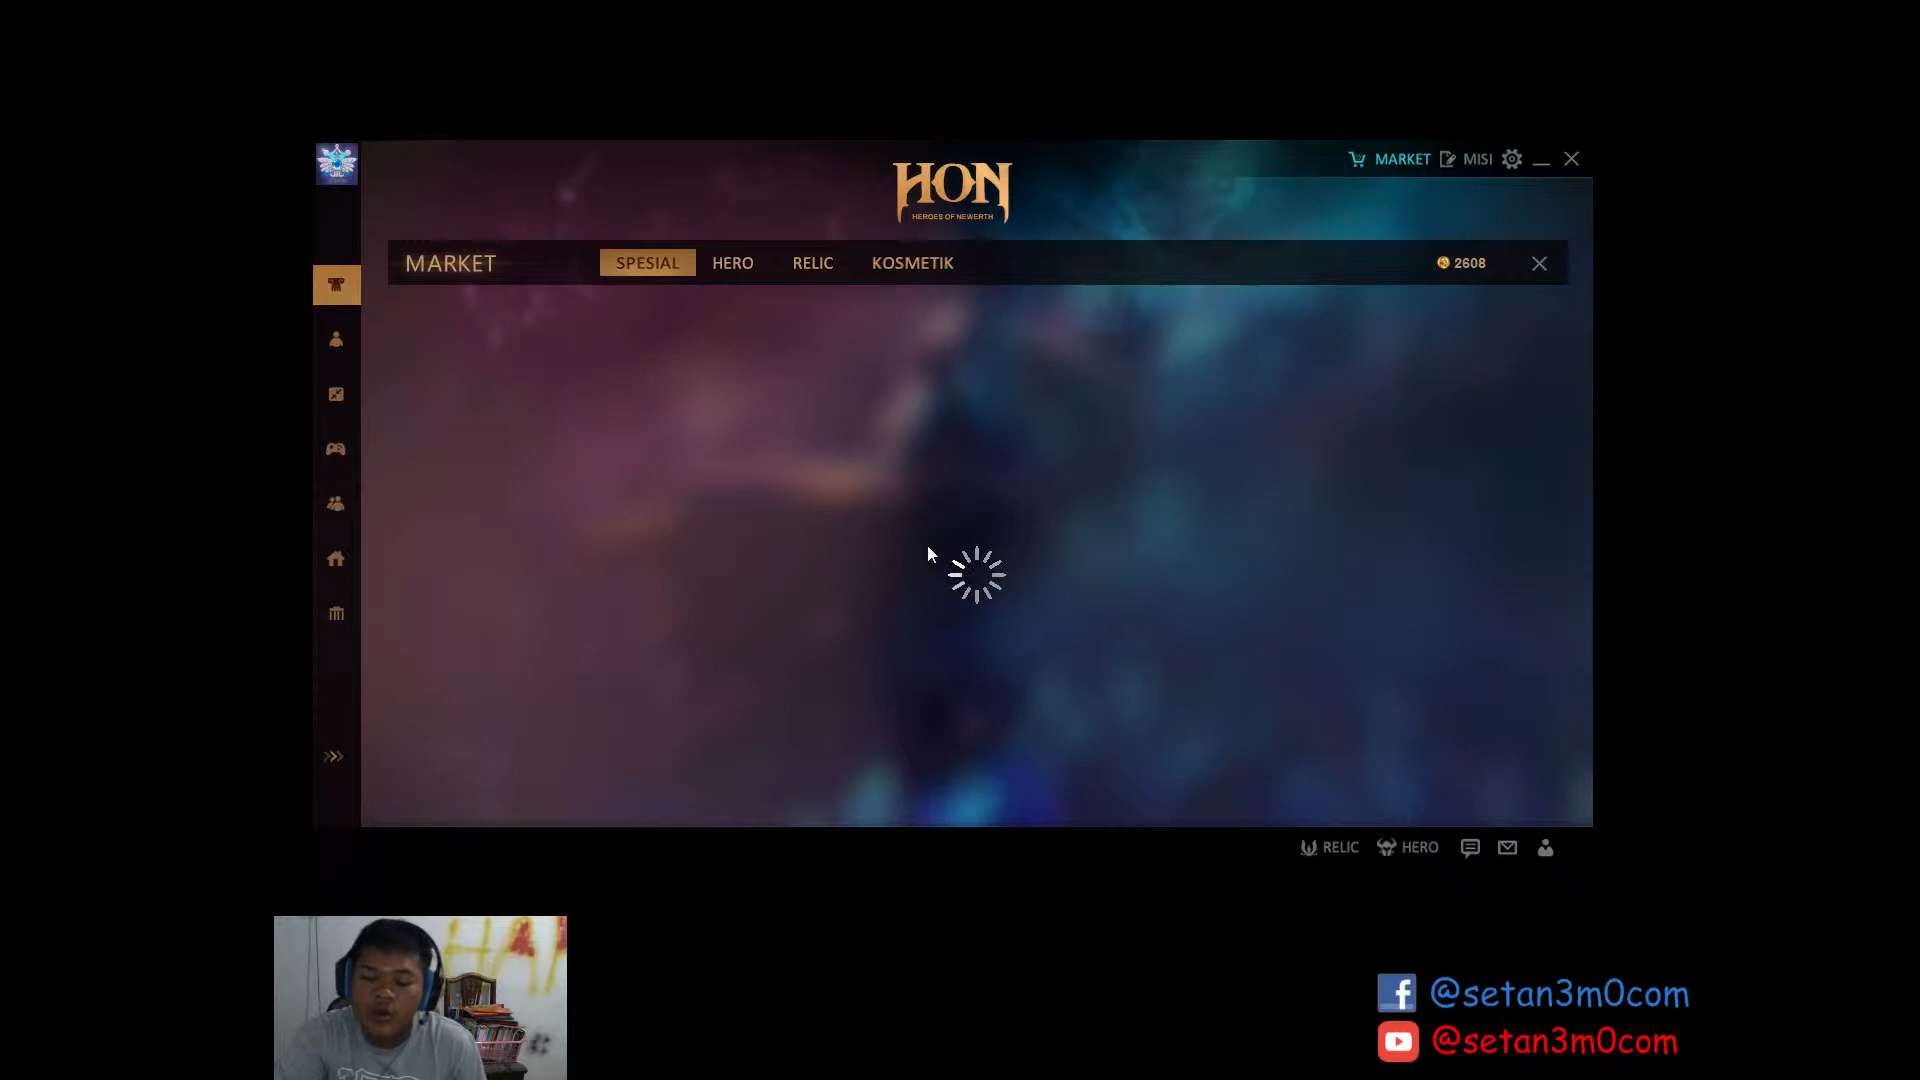 MARKET MISI
HON
HEROES OF NEWERTH
MARKET SPESIAL HERO RELIC KOSMETIK 2608
RELIC HERO
@setan3m0com
@setan3m0com